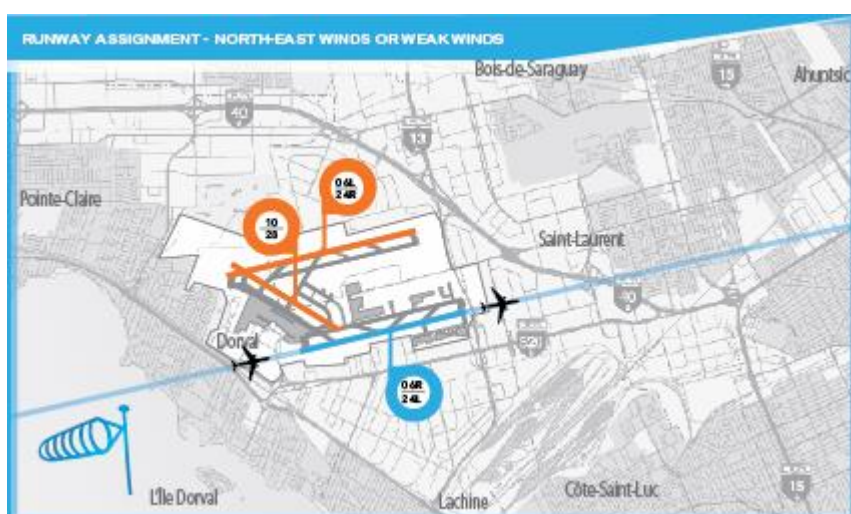 RUNWAY ASSIGNMENT - NORTH-EAST WINDS OR WEAK WINDS
Bois-de-Saraguay
15
Ahuntsic
40
13
06L
24R
Pointe-Claire
10
28
Saint-Laurent
40
Dorval
520
06R
24L
L'Île Dorval
Lachine
Côte-Saint-Luc
15